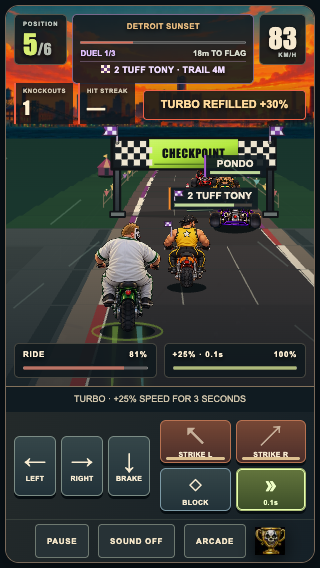 POSITION
5/6
DETROIT SUNSET
DUEL 1/3
18m TO FLAG
2 TUFF TONY · TRAIL 4M
83
KM/H
KNOCKOUTS
1
HIT STREAK
—
TURBO REFILLED +30%
CHECKPOINT
PONDO
2 TUFF TONY
RIDE
81%
+25% · 0.1s
100%
TURBO · +25% SPEED FOR 3 SECONDS
← LEFT
→ RIGHT
↓ BRAKE
↖ STRIKE L
↗ STRIKE R
◇ BLOCK
» 0.1s
PAUSE
SOUND OFF
ARCADE